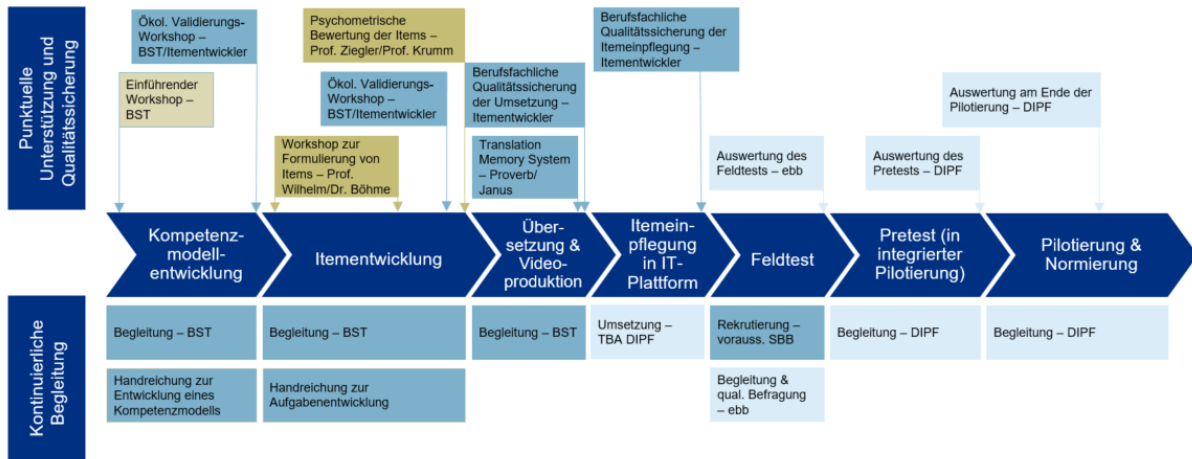 Punktuelle
Unterstützung und
Qualitätssicherung
Ökol. Validierungs-
Workshop –
BST/Itementwickler
Einführender
Workshop –
BST
Psychometrische
Bewertung der Items –
Prof. Ziegler/Prof. Krumm
Ökol. Validierungs-
Workshop –
BST/Itementwickler
Workshop zur
Formulierung von
Items – Prof.
Wilhelm/Dr. Böhme
Berufsfachliche
Qualitätssicherung
der Umsetzung –
Itementwickler
Translation
Memory System
– Proverb/
Janus
Berufsfachliche
Qualitätssicherung der
Itemeinpflegung –
Itementwickler
Auswertung des
Feldtests – ebb
Auswertung des
Pretests – DIPF
Auswertung am Ende der
Pilotierung – DIPF
Kompetenz-
modell-
entwicklung
Itementwicklung
Über-
setzung &
Video-
produktion
Itemein-
pflegung
in IT-
Plattform
Feldtest
Pretest (in
integrierter
Pilotierung)
Pilotierung &
Normierung
Kontinuierliche
Begleitung
Begleitung – BST
Begleitung – BST
Begleitung – BST
Umsetzung –
TBA DIPF
Rekrutierung –
vorauss. SBB
Begleitung – DIPF
Begleitung – DIPF
Handreichung zur
Entwicklung eines
Kompetenzmodells
Handreichung zur
Aufgabenentwicklung
Begleitung &
qual. Befragung
– ebb